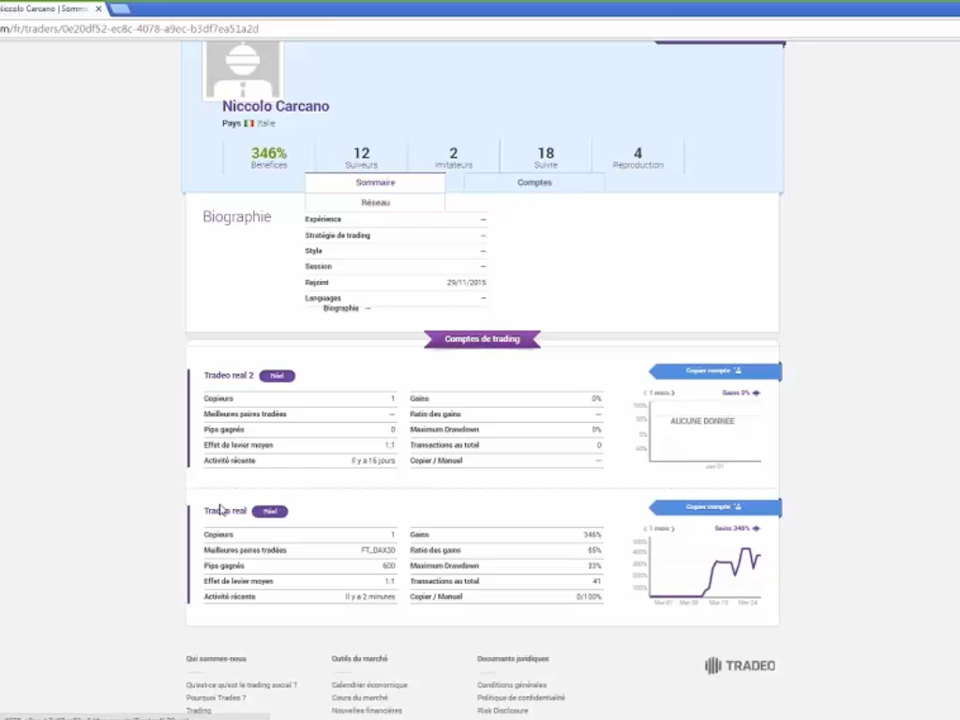 Niccolo Carcano | Somm
m/fr/traders/0e20df52-ec8c-4078-a9ec-b3df7ea51a2d
Niccolo Carcano
Pays Italie
346% 12 2 18 4
Bénéfices Suiveurs Imitateurs Suivre Reproduction
Sommaire Comptes
Réseau
Biographie
Expérience --
Stratégie de trading --
Style --
Session --
Rejoint 29/11/2015
Languages --
Biographie --
Comptes de trading
Tradeo real 2 Réel
Copier compte
Copieurs 1 Gains 0%
Meilleures paires tradées -- Ratio des gains --
Pips gagnés 0 Maximum Drawdown 0%
Effet de levier moyen 1:1 Transactions au total 0
Activité récente Il y a 16 jours Copier / Manuel --
1 mois Gains 0%
AUCUNE DONNÉE
Tradeo real Réel
Copier compte
Copieurs 1 Gains 346%
Meilleures paires tradées FT_DAX30 Ratio des gains 85%
Pips gagnés 600 Maximum Drawdown 33%
Effet de levier moyen 1:1 Transactions au total 41
Activité récente Il y a 2 minutes Copier / Manuel 0/100%
1 mois Gains 346%
Qui sommes-nous Outils du marché Documents juridiques
TRADEO
Qu'est-ce qu'est le trading social ? Calendrier économique Conditions générales
Pourquoi Tradeo ? Cours du marché Politique de confidentialité
Trading Nouvelles financières Risk Disclosure